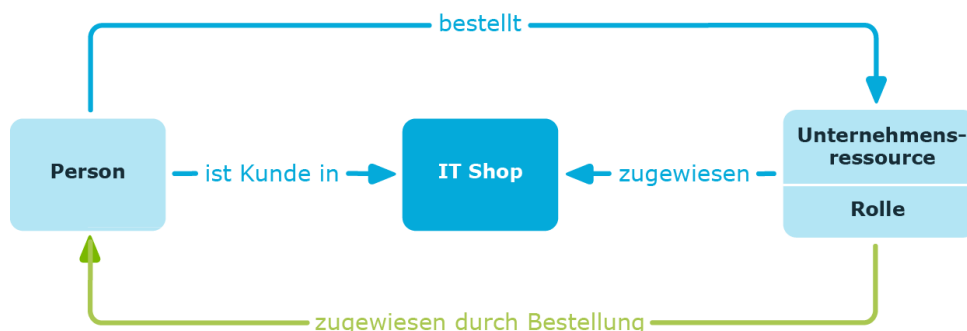 bestellt
Person
ist Kunde in
IT Shop
zugewiesen
Unternehmens-
ressource
Rolle
zugewiesen durch Bestellung